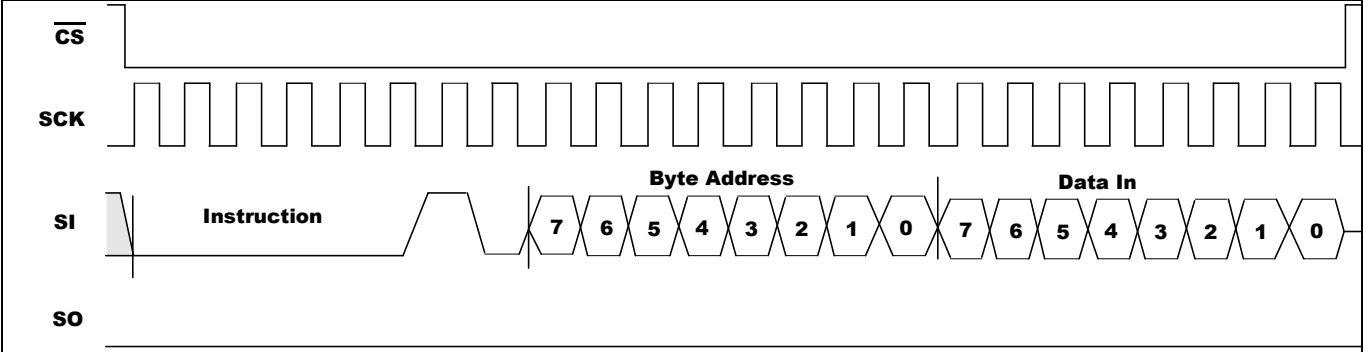 CS
SCK
Byte Address
Data In
Instruction
SI
7 6 5 4 3 2 1 0 7 6 5 4 3 2 1 0
SO